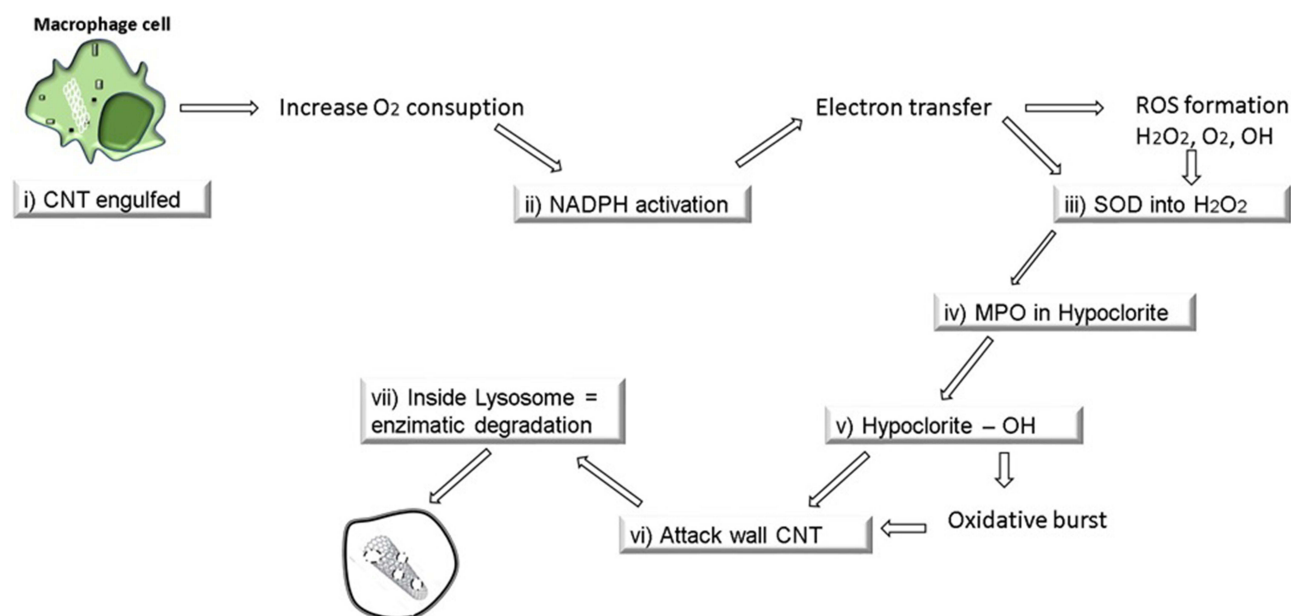 Macrophage cell
i) CNT engulfed
Increase O2 consuption
ii) NADPH activation
Electron transfer
ROS formation
H2O2, O2, OH
iii) SOD into H2O2
iv) MPO in Hypoclorite
v) Hypoclorite – OH
Oxidative burst
vi) Attack wall CNT
vii) Inside Lysosome =
enzimatic degradation